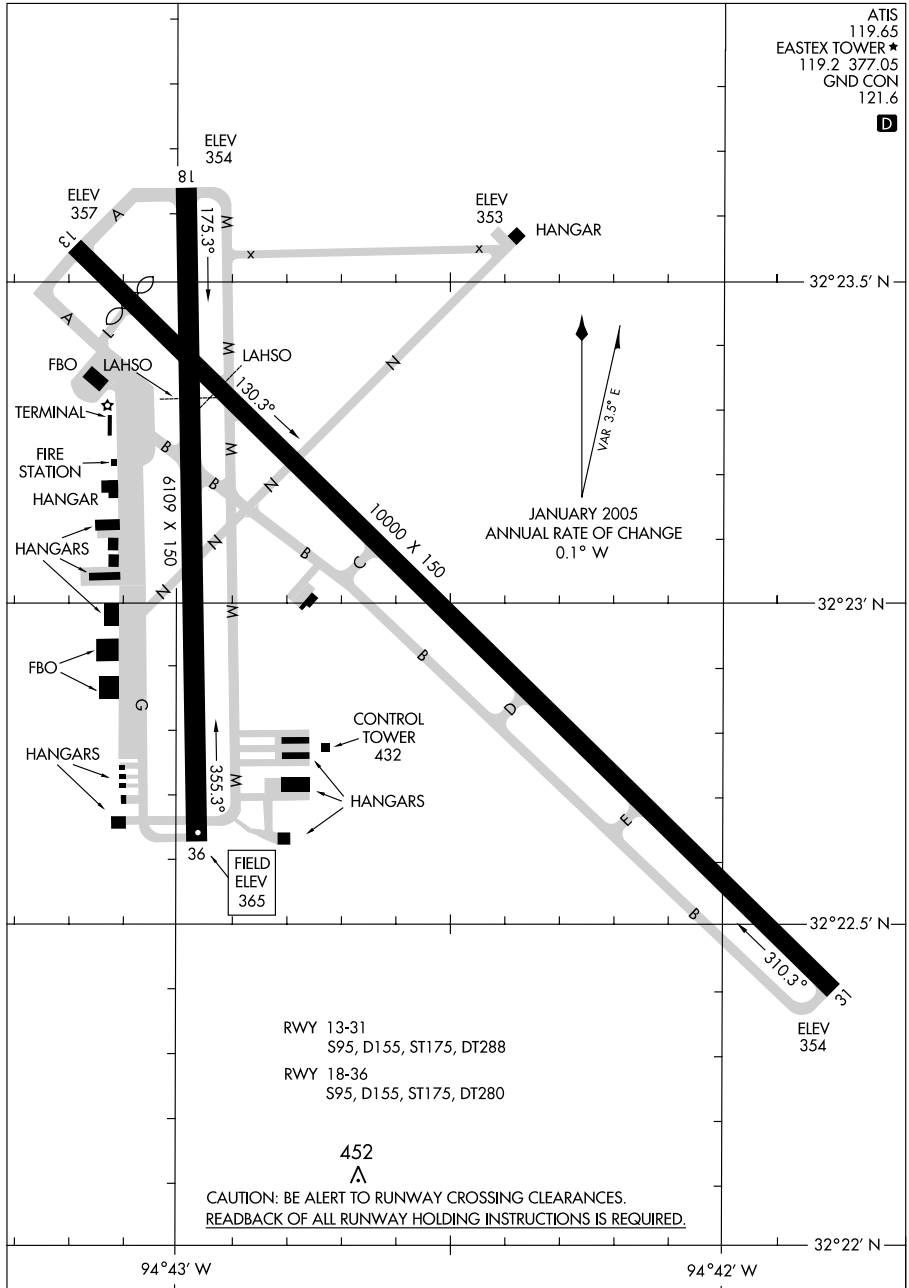 ATIS
119.65
EASTEX TOWER ★
119.2 377.05
GND CON
121.6
D
ELEV
354
18
ELEV
357
13
A
M
175.3°
ELEV
353
HANGAR
X
X
32°23.5' N
A
L
M
N
FBO
LAHSO
LAHSO
130.3°
VAR 3.5° E
TERMINAL
B
M
FIRE
STATION
B
N
HANGAR
6109 X 150
10000 X 150
JANUARY 2005
ANNUAL RATE OF CHANGE
0.1° W
HANGARS
N
B
C
N
M
32°23' N
FBO
B
G
D
CONTROL
TOWER
432
HANGARS
355.3°
M
HANGARS
E
36
FIELD
ELEV
365
B
32°22.5' N
310.3°
31
ELEV
354
RWY 13-31
S95, D155, ST175, DT288
RWY 18-36
S95, D155, ST175, DT280
452
CAUTION: BE ALERT TO RUNWAY CROSSING CLEARANCES.
READBACK OF ALL RUNWAY HOLDING INSTRUCTIONS IS REQUIRED.
32°22' N
94°43' W
94°42' W